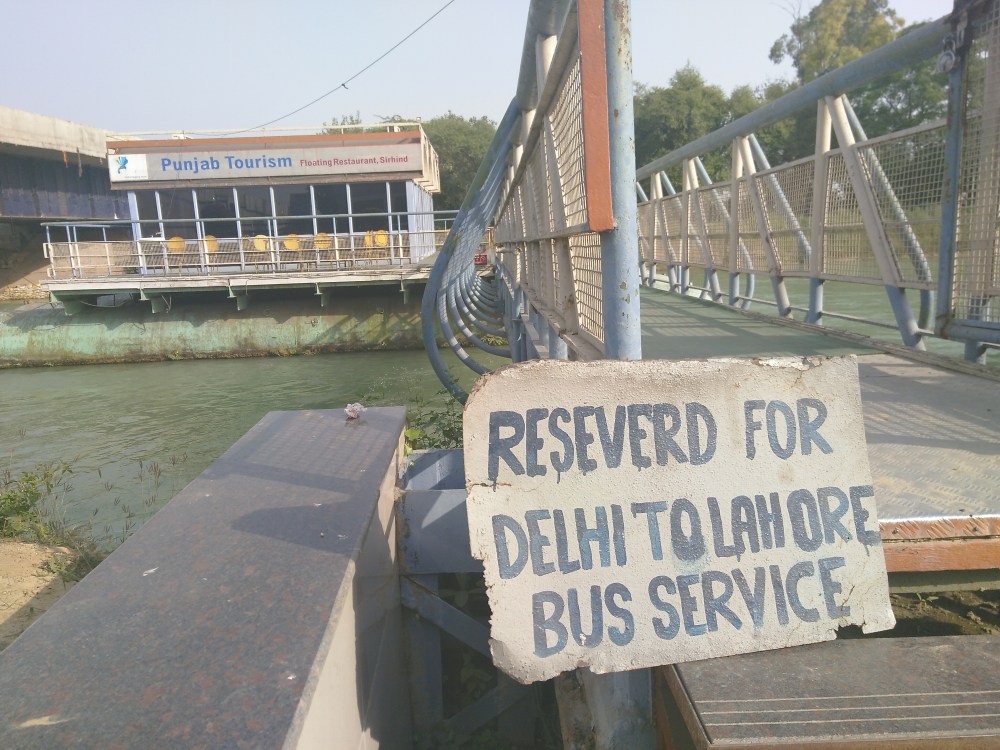 Punjab Tourism Floating Restaurant, Sirhind
RESEVERD FOR
DELHI TO LAHORE
BUS SERVICE